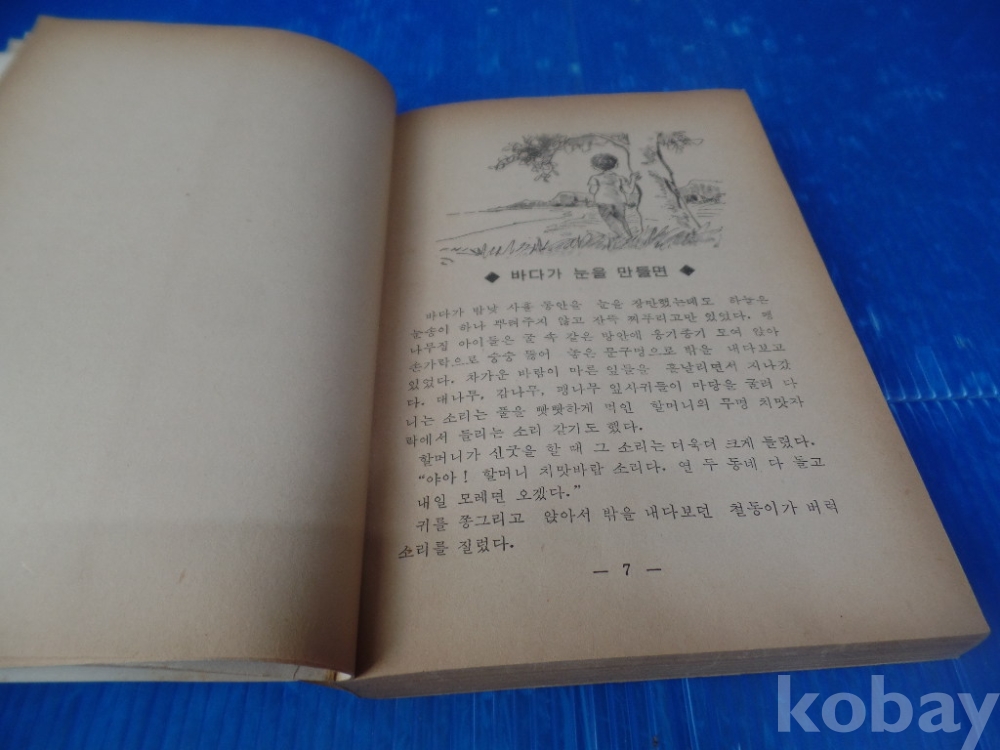 ◆ 바다가 눈을 만들면 ◆
바다가 밤낮 사흘 동안을 눈을 장만했는데도 하늘은
눈송이 하나 뿌려주지 않고 잔뜩 찌푸리고만 있었다. 팽
나무집 아이들은 굴 속 같은 방안에 옹기종기 모여 앉아
손가락으로 숭숭 뚫어 놓은 문구멍으로 밖을 내다보고
있었다. 차가운 바람이 마른 잎들을 흩날리면서 지나갔
다. 대나무, 감나무, 팽나무 잎사귀들이 마당을 굴러 다
니는 소리는 풀을 빳빳하게 먹인 할머니의 무명 치맛자
락에서 들리는 소리 같기도 했다.
할머니가 신굿을 할 때 그 소리는 더욱더 크게 들렸다.
“야아! 할머니 치맛바람 소리다. 연 두 동네 다 돌고
내일 모레면 오겠다.”
귀를 쫑그리고 앉아서 밖을 내다보던 철동이가 버럭
소리를 질렀다.
— 7 —
kobay